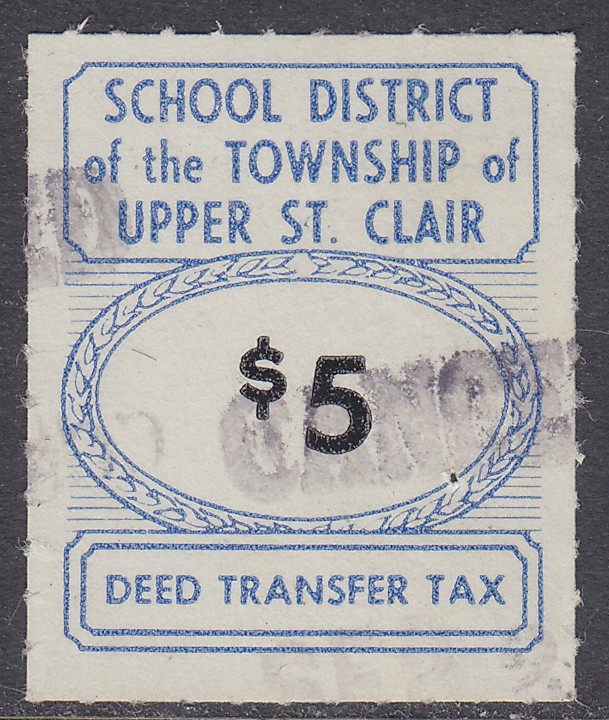 SCHOOL DISTRICT
of the TOWNSHIP of
UPPER ST. CLAIR
$5
DEED TRANSFER TAX